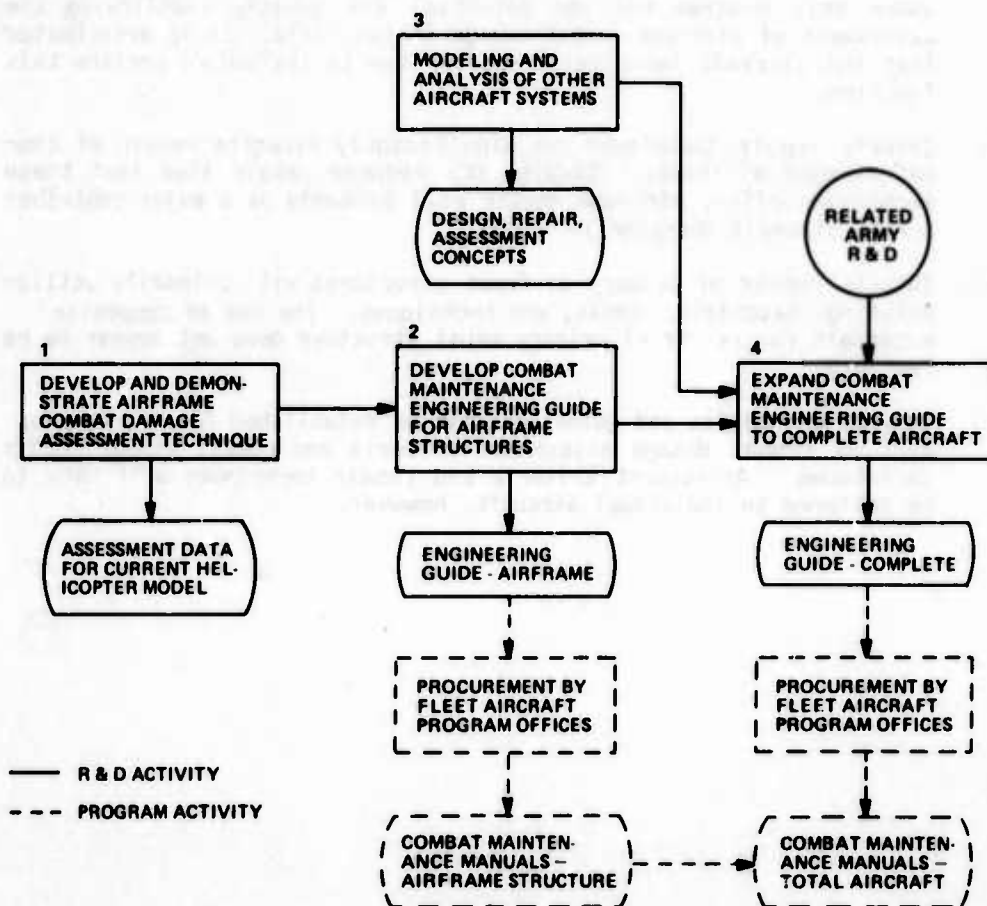 3
MODELING AND
ANALYSIS OF OTHER
AIRCRAFT SYSTEMS
DESIGN, REPAIR,
ASSESSMENT
CONCEPTS
RELATED
ARMY
R & D
1
DEVELOP AND DEMON-
STRATE AIRFRAME
COMBAT DAMAGE
ASSESSMENT TECHNIQUE
2
DEVELOP COMBAT
MAINTENANCE
ENGINEERING GUIDE
FOR AIRFRAME
STRUCTURES
4
EXPAND COMBAT
MAINTENANCE
ENGINEERING GUIDE
TO COMPLETE AIRCRAFT
ASSESSMENT DATA
FOR CURRENT HEL-
ICOPTER MODEL
ENGINEERING
GUIDE - AIRFRAME
ENGINEERING
GUIDE - COMPLETE
PROCUREMENT BY
FLEET AIRCRAFT
PROGRAM OFFICES
PROCUREMENT BY
FLEET AIRCRAFT
PROGRAM OFFICES
R & D ACTIVITY
PROGRAM ACTIVITY
COMBAT MAINTEN-
ANCE MANUALS –
AIRFRAME STRUCTURE
COMBAT MAINTEN-
ANCE MANUALS –
TOTAL AIRCRAFT